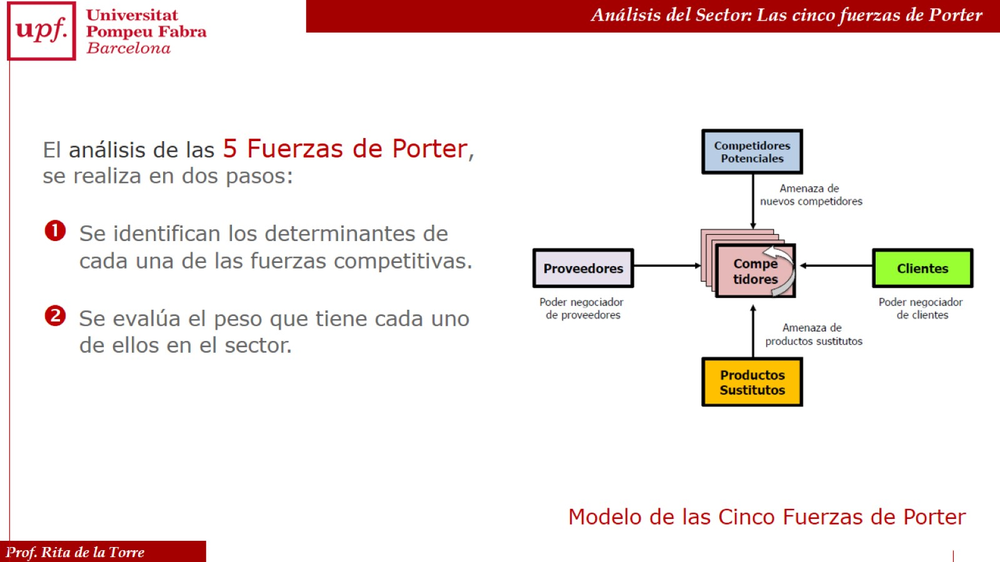 upf.
Universitat
Pompeu Fabra
Barcelona
Análisis del Sector: Las cinco fuerzas de Porter
El análisis de las 5 Fuerzas de Porter,
se realiza en dos pasos:
1 Se identifican los determinantes de
cada una de las fuerzas competitivas.
2 Se evalúa el peso que tiene cada uno
de ellos en el sector.
Competidores
Potenciales
Amenaza de
nuevos competidores
Proveedores
Poder negociador
de proveedores
Compe
tidores
Clientes
Poder negociador
de clientes
Amenaza de
productos sustitutos
Productos
Sustitutos
Modelo de las Cinco Fuerzas de Porter
Prof. Rita de la Torre